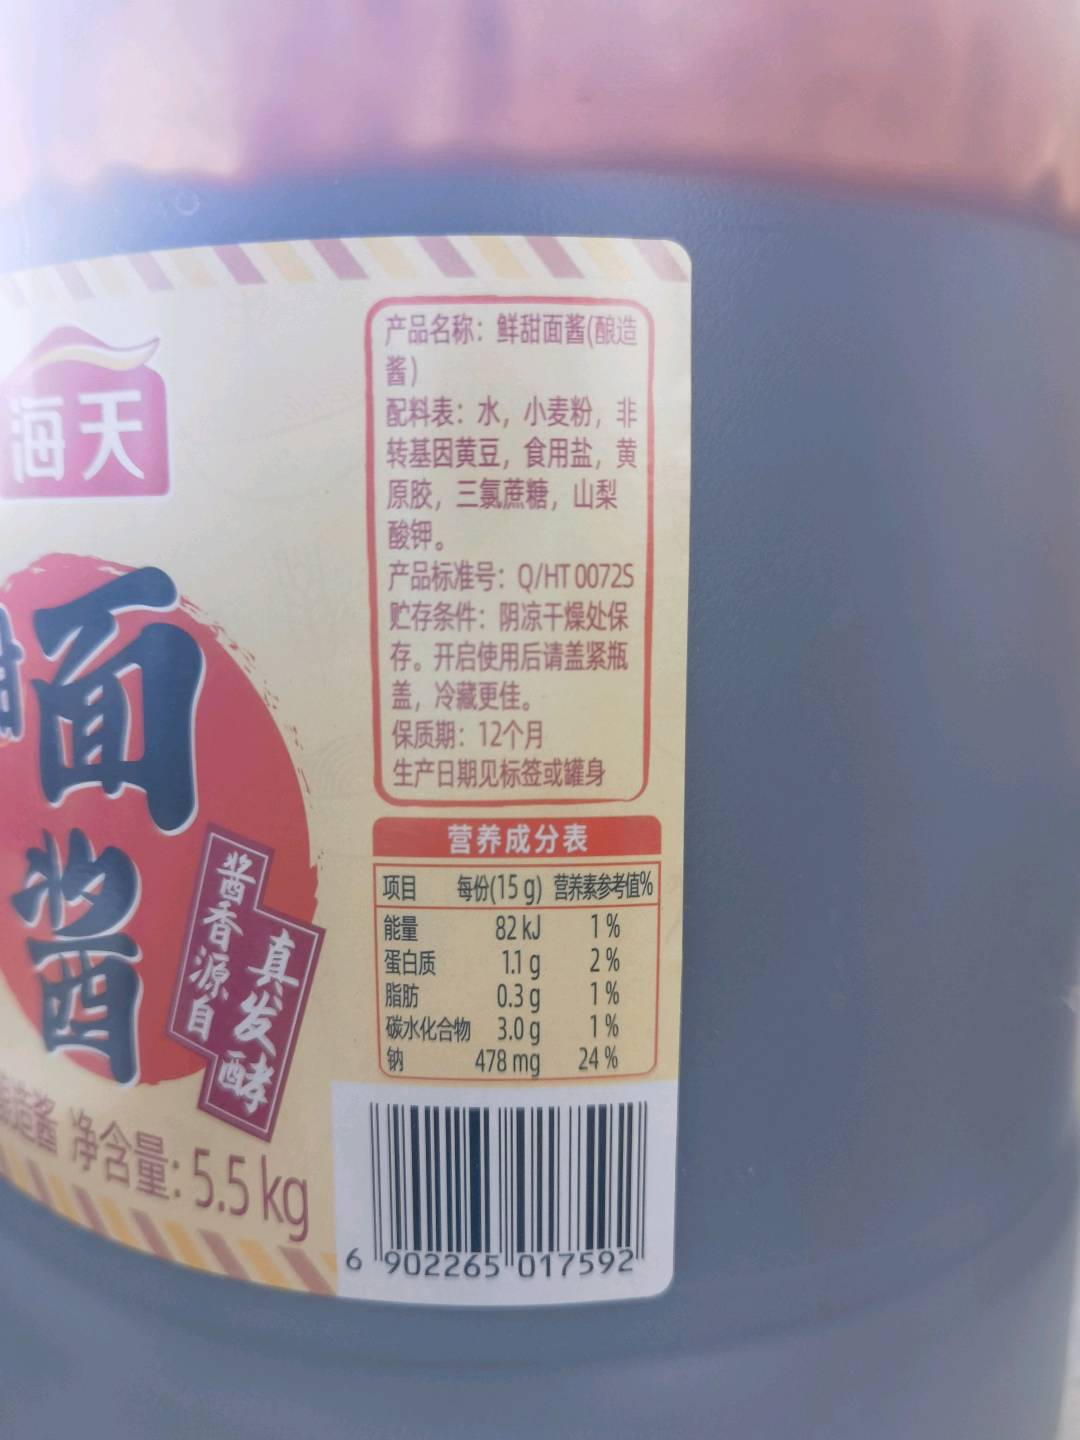 海天
面
酱
酱香源自
真发酵
酿造酱 净含量: 5.5 kg
产品名称：鲜甜面酱(酿造
酱)
配料表：水，小麦粉，非
转基因黄豆，食用盐，黄
原胶，三氯蔗糖，山梨
酸钾。
产品标准号：Q/HT 0072S
贮存条件：阴凉干燥处保
存。开启使用后请盖紧瓶
盖，冷藏更佳。
保质期：12个月
生产日期见标签或罐身
营养成分表
项目 每份(15 g) 营养素参考值%
能量 82 kJ 1 %
蛋白质 1.1 g 2 %
脂肪 0.3 g 1 %
碳水化合物 3.0 g 1 %
钠 478 mg 24 %
6 902265 017592